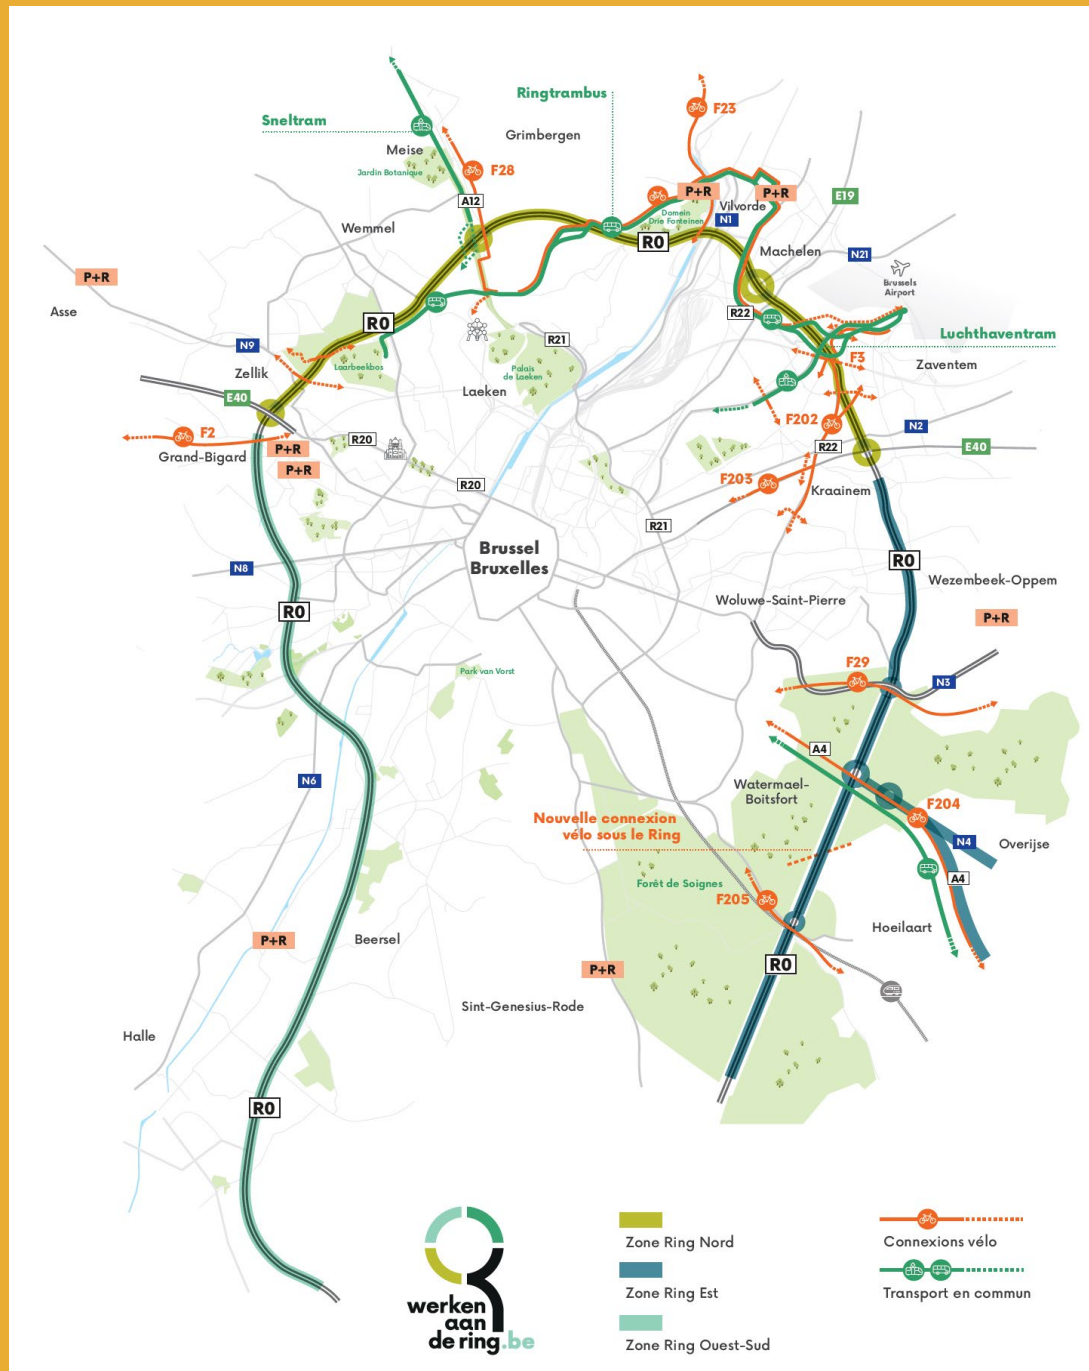 Ringtrambus
F23
Sneltram
Grimbergen
Meise
Jardin Botanique
F28
A12
P+R
P+R
Vilvorde
E19
Domein
Drie Fonteinen
N1
Wemmel
R0
Machelen
N21
P+R
Brussels
Airport
Asse
R0
R22
R21
Luchthaventram
N9
F3
Zellik
Laarbeekbos
Palais
de Laeken
Zaventem
Laeken
E40
F202
F2
N2
R20
P+R
R22
E40
Grand-Bigard
P+R
F203
R20
Kraainem
R21
Brussel
Bruxelles
R0
N8
Wezembeek-Oppem
R0
Woluwe-Saint-Pierre
P+R
F29
Park van Vorst
N3
A4
N6
Watermael-
Boitsfort
F204
Nouvelle connexion
vélo sous le Ring
N4
Overijse
A4
Forêt de Soignes
F205
Hoeilaart
P+R
Beersel
R0
P+R
Sint-Genesius-Rode
Halle
R0
Zone Ring Nord
Connexions vélo
Zone Ring Est
Transport en commun
Zone Ring Ouest-Sud
werken
aan
de ring.be